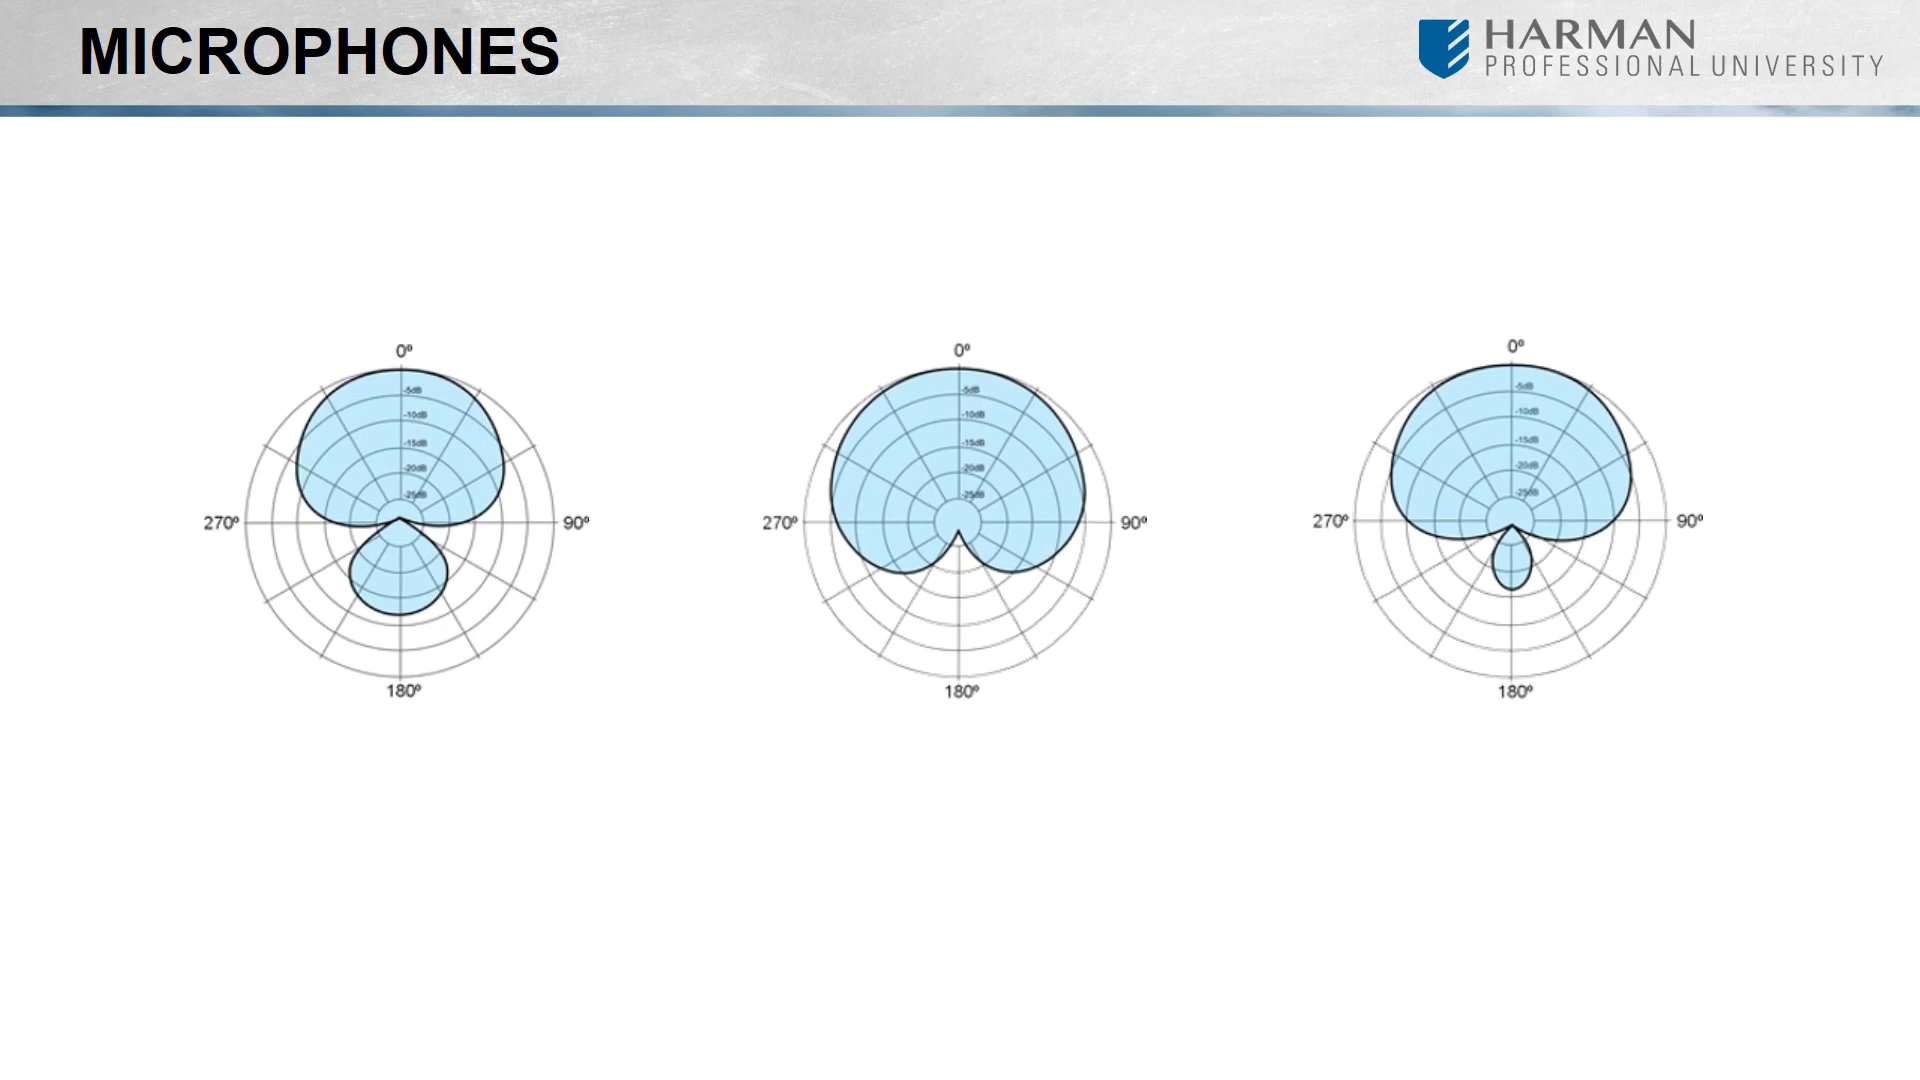 MICROPHONES
HARMAN
PROFESSIONAL UNIVERSITY
0º
-5dB
-10dB
-15dB
-20dB
-25dB
270º
90º
180º
0º
-5dB
-10dB
-15dB
-20dB
-25dB
270º
90º
180º
0º
-5dB
-10dB
-15dB
-20dB
-25dB
270º
90º
180º